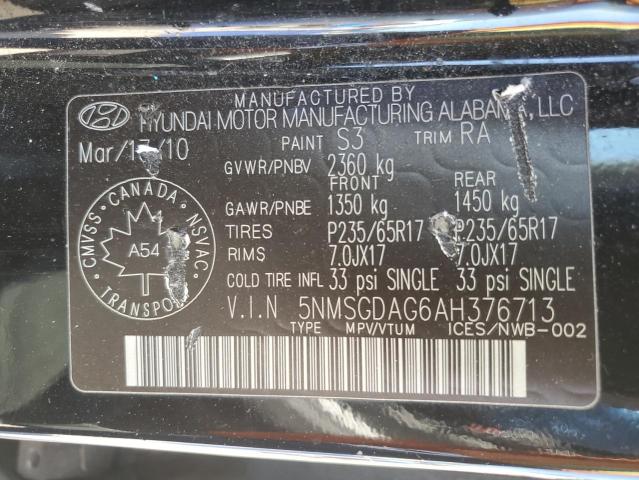 MANUFACTURED BY
HYUNDAI MOTOR MANUFACTURING ALABAMA, LLC
PAINT S3 TRIM RA
GVWR/PNBV 2360 kg
FRONT REAR
GAWR/PNBE 1350 kg 1450 kg
TIRES P235/65R17 P235/65R17
RIMS 7.0JX17 7.0JX17
COLD TIRE INFL 33 psi SINGLE 33 psi SINGLE
V.I.N 5NMSGDAG6AH376713
TYPE MPV/VTUM ICES/NWB-002
CANADA
CMVSS NSVAC
A54